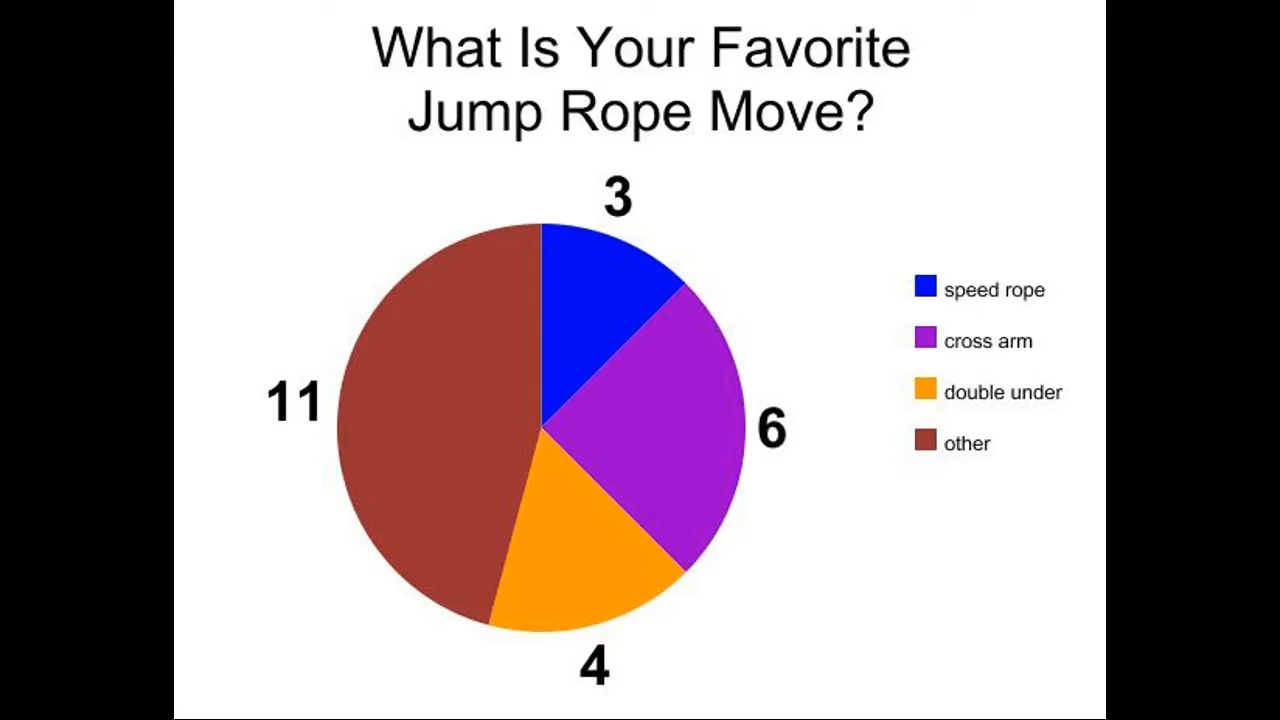 What Is Your Favorite
Jump Rope Move?
3
speed rope
cross arm
11
6
double under
other
4